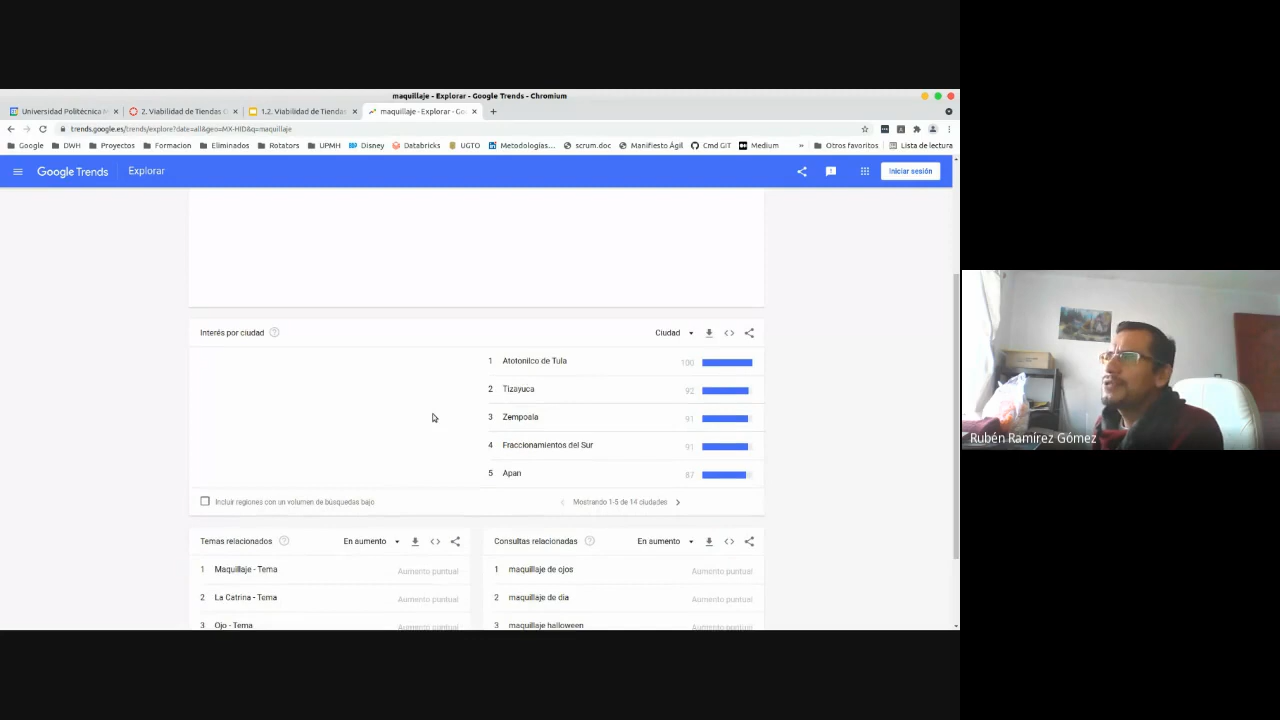 maquillaje - Explorar - Google Trends - Chromium
Universidad Politécnica
2. Viabilidad de Tiendas
1.2. Viabilidad de Tiendas
maquillaje - Explorar - Go
trends.google.es/trends/explore?date=all&geo=MX-HID&q=maquillaje
Google DWH Proyectos Formacion Eliminados Rotators UPMH Disney Databricks UGTO Metodologías... scrum.doc Manifiesto Ágil Cmd GIT Medium » Otros favoritos Lista de lectura
Google Trends Explorar Iniciar sesión
Interés por ciudad Ciudad
1 Atotonilco de Tula 100
2 Tizayuca 92
3 Zempoala 91
4 Fraccionamientos del Sur 91
5 Apan 87
Incluir regiones con un volumen de búsquedas bajo
Mostrando 1-5 de 14 ciudades
Temas relacionados En aumento
1 Maquillaje - Tema Aumento puntual
2 La Catrina - Tema Aumento puntual
3 Ojo - Tema Aumento puntual
Consultas relacionadas En aumento
1 maquillaje de ojos Aumento puntual
2 maquillaje de dia Aumento puntual
3 maquillaje halloween Aumento puntual
Rubén Ramírez Gómez